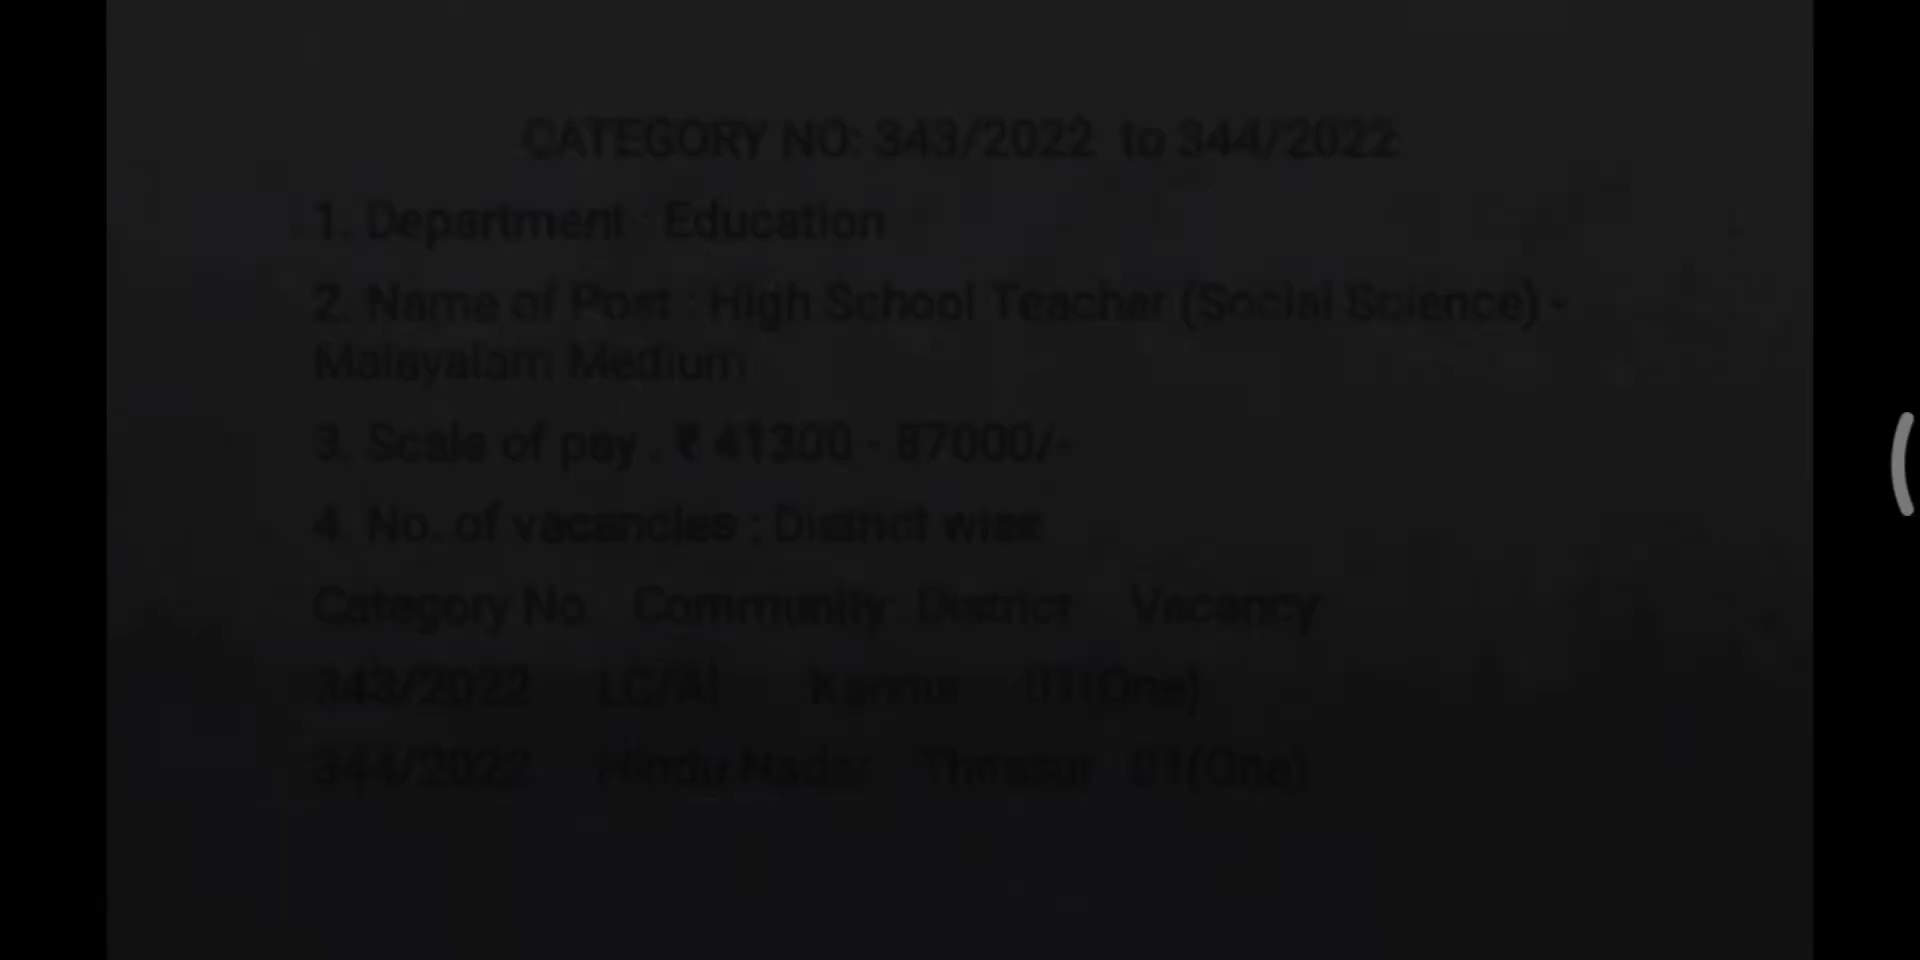 CATEGORY NO: 343/2022 to 344/2022
1. Department : Education
2. Name of Post : High School Teacher (Social Science) -
Malayalam Medium
3. Scale of pay : ₹ 41300 - 87000/-
4. No. of vacancies : District wise
Category No Community District Vacancy
343/2022 LC/AI Kannur 01(One)
344/2022 Hindu Nadar Thrissur 01(One)